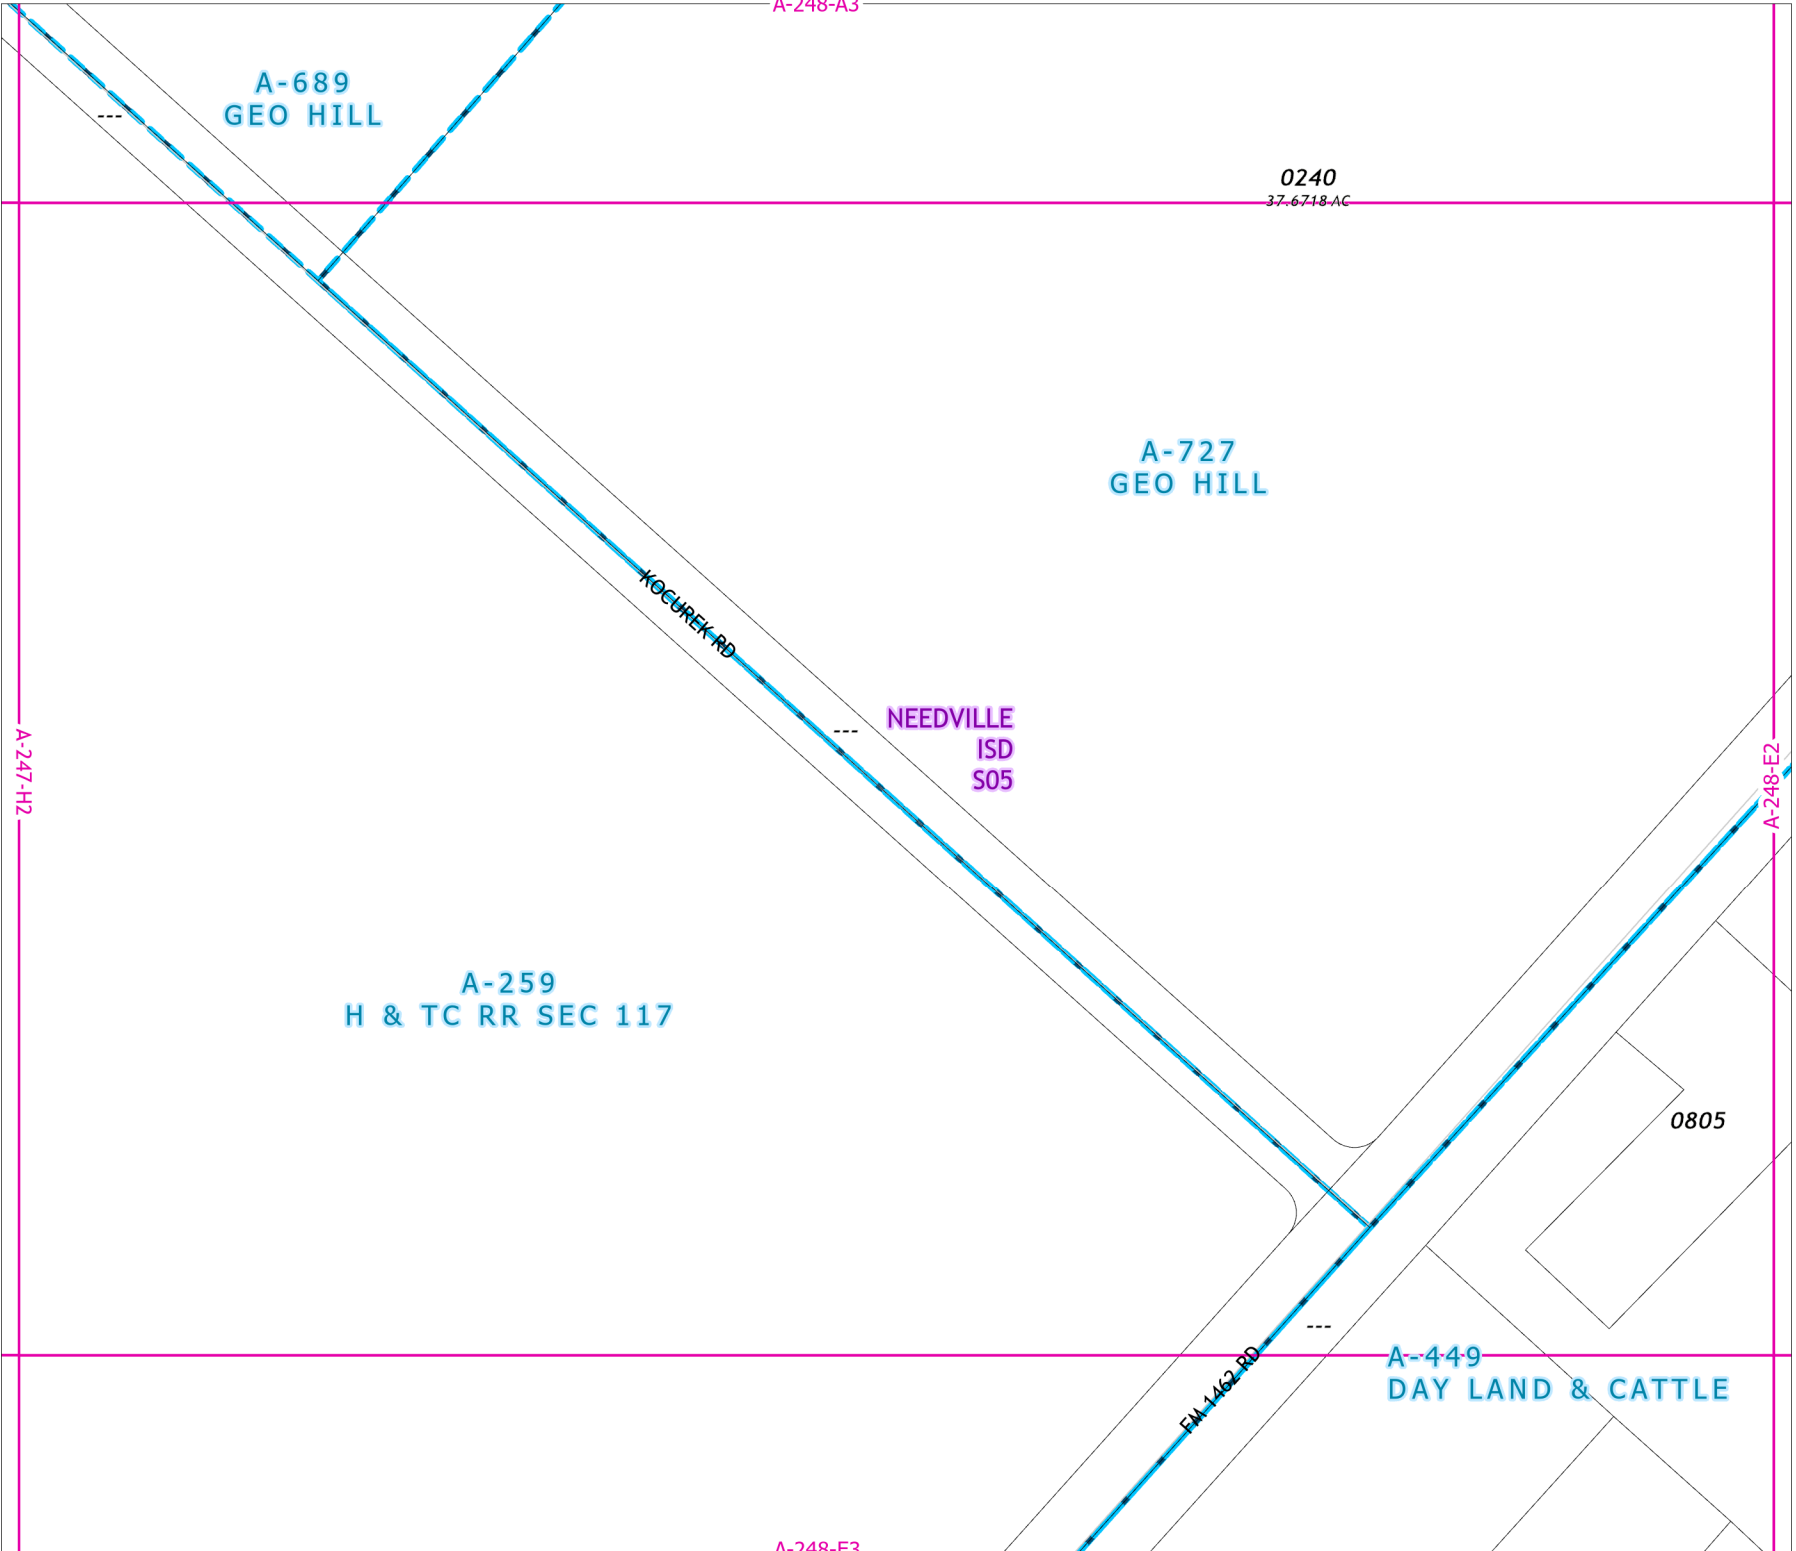 A-248-A3
A-689
GEO HILL
---
0240
37.6718 AC
A-727
GEO HILL
KOCUREK RD
---
NEEDVILLE
ISD
S05
A-247-H2
A-248-E2
A-259
H & TC RR SEC 117
0805
---
A-449
DAY LAND & CATTLE
FM 1462 RD
A-248-E3